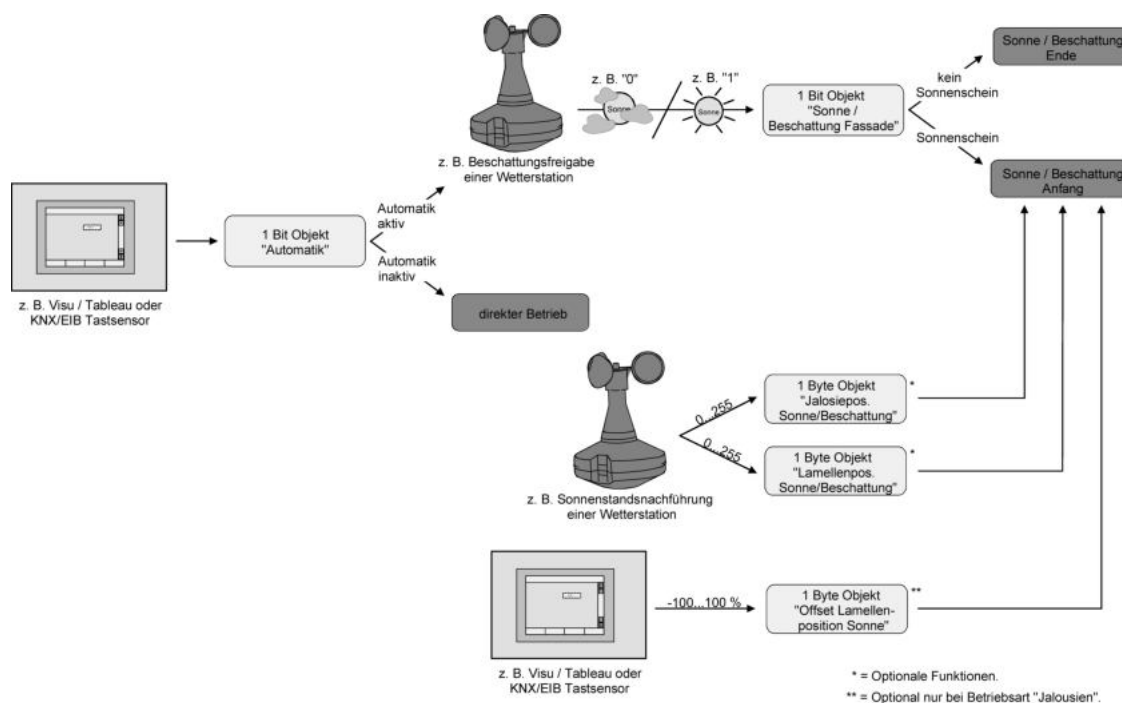 z. B. "0"
z. B. "1"
Sonne
Sonne
1 Bit Objekt
"Sonne /
Beschattung Fassade"
kein
Sonnenschein
Sonnenschein
Sonne / Beschattung
Ende
Sonne / Beschattung
Anfang
z. B. Beschattungsfreigabe
einer Wetterstation
1 Bit Objekt
"Automatik"
Automatik
aktiv
Automatik
inaktiv
z. B. Visu / Tableau oder
KNX/EIB Tastsensor
direkter Betrieb
0...255
0...255
1 Byte Objekt
"Jalosiepos.
Sonne/Beschattung"
*
1 Byte Objekt
"Lamellenpos.
Sonne/Beschattung"
*
z. B. Sonnenstandsnachführung
einer Wetterstation
-100...100 %
1 Byte Objekt
"Offset Lamellen-
position Sonne"
**
z. B. Visu / Tableau oder
KNX/EIB Tastsensor
* = Optionale Funktionen.
** = Optional nur bei Betriebsart "Jalousien".